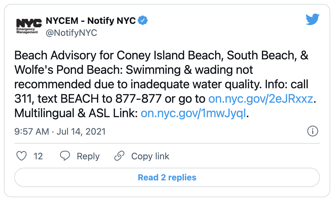 NYC
Emergency
Management
NYCEM - Notify NYC
@NotifyNYC
Beach Advisory for Coney Island Beach, South Beach, &
Wolfe's Pond Beach: Swimming & wading not
recommended due to inadequate water quality. Info: call
311, text BEACH to 877-877 or go to on.nyc.gov/2eJRxxz.
Multilingual & ASL Link: on.nyc.gov/1mwJyqI.
9:57 AM · Jul 14, 2021
12 Reply Copy link
Read 2 replies